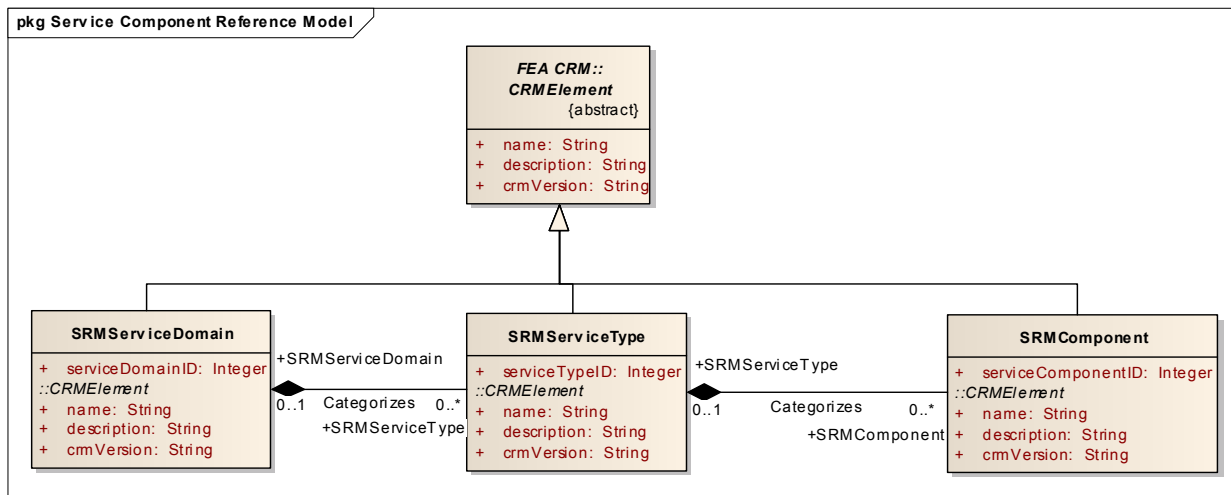 pkg Service Component Reference Model
FEA CRM::
CRMElement
{abstract}
+ name: String
+ description: String
+ crmVersion: String
SRMServiceDomain
+ serviceDomainID: Integer
::CRMElement
+ name: String
+ description: String
+ crmVersion: String
+SRMServiceDomain
0..1
Categorizes
0..*
+SRMServiceType
SRMServiceType
+ serviceTypeID: Integer
::CRMElement
+ name: String
+ description: String
+ crmVersion: String
+SRMServiceType
0..1
Categorizes
0..*
+SRMComponent
SRMComponent
+ serviceComponentID: Integer
::CRMElement
+ name: String
+ description: String
+ crmVersion: String